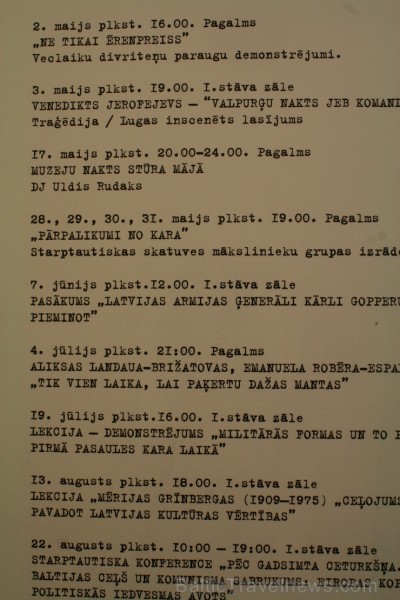 2. maijs plkst. 16.00. Pagalms
„NE TIKAI ĒRENPREISS"
Veclaiku divriteņu paraugu demonstrējumi.
3. maijs plkst. 19.00. I.stāva zāle
VENEDIKTS JEROFEJEVS – "VALPURĢU NAKTS JEB
Traģēdija / Lugas inscenēts lasījums
17. maijs plkst. 20.00-24.00. Pagalms
MUZEJU NAKTS STŪRA MĀJĀ
DJ Uldis Rudaks
28., 29., 30., 31. maijs plkst. 19.00. Pagalms
„PĀRPALIKUMI NO KARA"
Starptautiskas skatuves mākslinieku grupas
7. jūnijs plkst.12.00. I.stāva zāle
PASĀKUMS „LATVIJAS ARMIJAS ĢENERĀLI KĀRLI
PIEMINOT"
4. jūlijs plkst. 21:00. Pagalms
ALIKSAS LANDAUA-BRIŽATOVAS, EMANUELA
„TIK VIEN LAIKA, LAI PAĶERTU DAŽAS MANTAS"
19. jūlijs plkst.16.00. I.stāva zāle
LEKCIJA – DEMONSTRĒJUMS „MILITĀRĀS FORMAS UN TO
PIRMĀ PASAULES KARA LAIKĀ"
13. augusts plkst. 18.00. I.stāva zāle
LEKCIJA „MĒRIJAS GRĪNBERGAS (1909–1975)
PAVADOT LATVIJAS KULTŪRAS VĒRTĪBAS"
22. augusts plkst. 10:00 – 19:00. I.stāva zāle
STARPTAUTISKA KONFERENCE „PĒC GADSIMTA CETURKŠŅA.
BALTIJAS CEĻŠ UN KOMUNISMA SABRUKUMS: EIROPAS
POLITISKĀS IEDVESMAS AVOTS"
BalticTravelnews.com